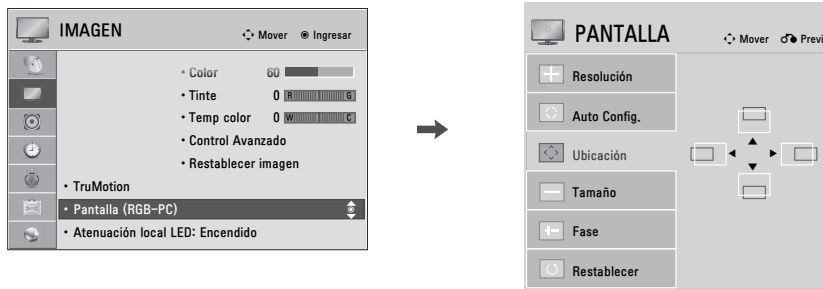 IMAGEN
Mover Ingresar
• Color 60
• Tinte 0 R G
• Temp color 0 W C
• Control Avanzado
• Restablecer imagen
• TruMotion
• Pantalla (RGB-PC)
• Atenuación local LED: Encendido
PANTALLA
Mover Previ
Resolución
Auto Config.
Ubicación
Tamaño
Fase
Restablecer